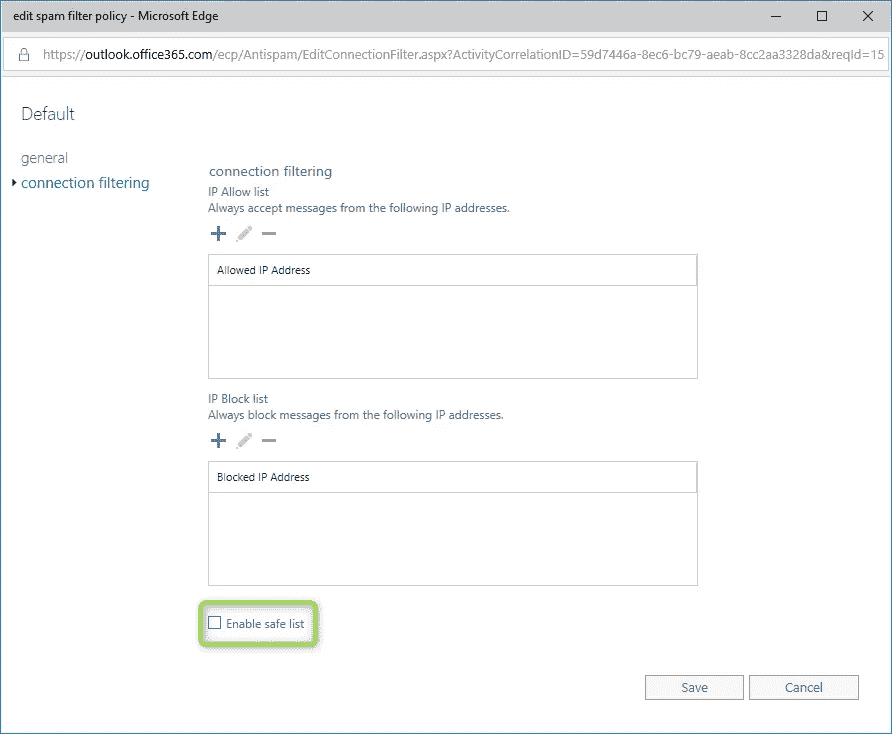 edit spam filter policy - Microsoft Edge
https://outlook.office365.com/ecp/Antispam/EditConnectionFilter.aspx?ActivityCorrelationID=59d7446a-8ec6-bc79-aeab-8cc2aa3328da&reqId=15
Default
general
connection filtering
connection filtering
IP Allow list
Always accept messages from the following IP addresses.
Allowed IP Address
IP Block list
Always block messages from the following IP addresses.
Blocked IP Address
Enable safe list
Save
Cancel